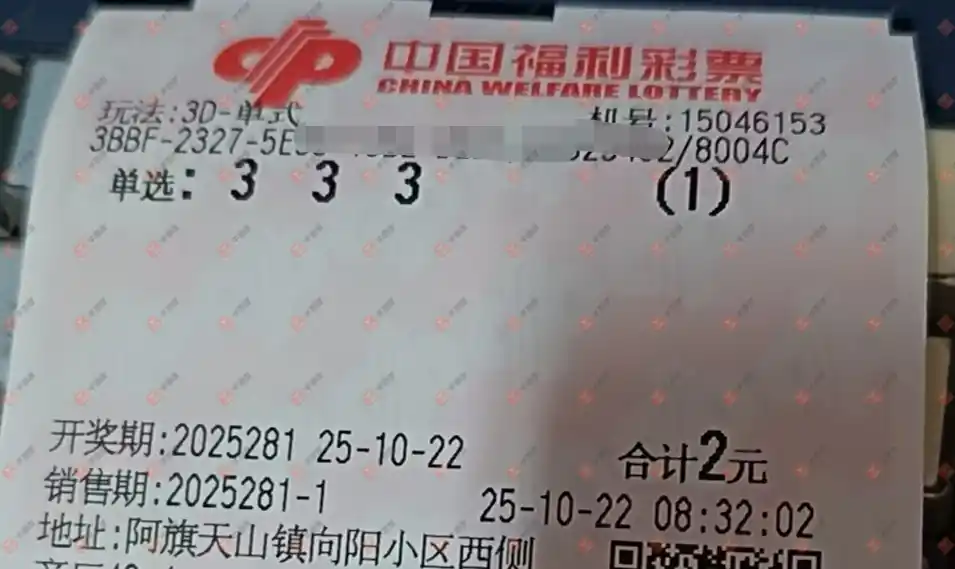 中国福利彩票
CHINA WELFARE LOTTERY
玩法:3D-单式 机号:15046153
3BBF-2327-5E /8004C
单选: 3 3 3 (1)
开奖期:2025281 25-10-22 合计2元
销售期:2025281-1 25-10-22 08:32:02
地址:阿旗天山镇向阳小区西侧